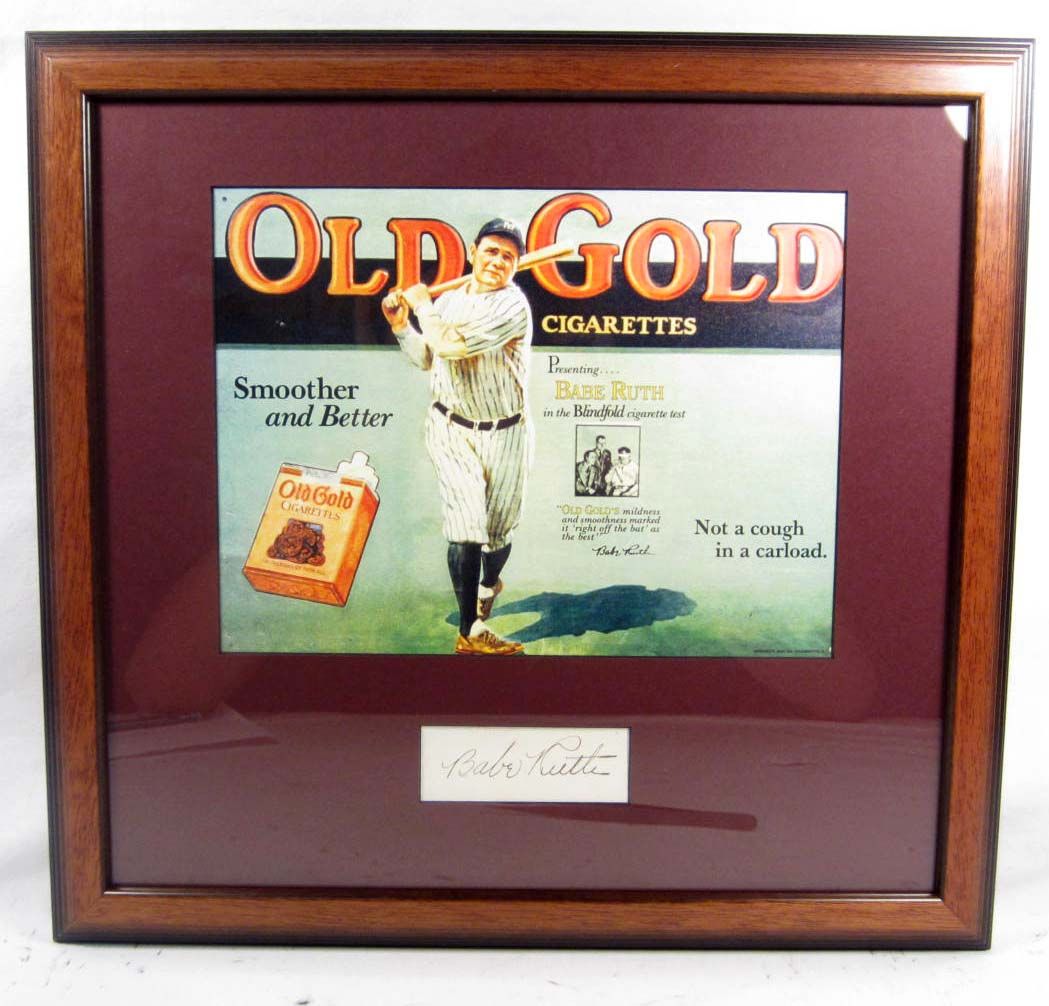 OLD GOLD
CIGARETTES
Smoother
and Better
Presenting....
BABE RUTH
in the Blindfold cigarette test
Old Gold
CIGARETTES
"OLD GOLD'S mildness
and smoothness marked
it 'right off the bat' as
the best"
Babe Ruth
Not a cough
in a carload.
Babe Ruth